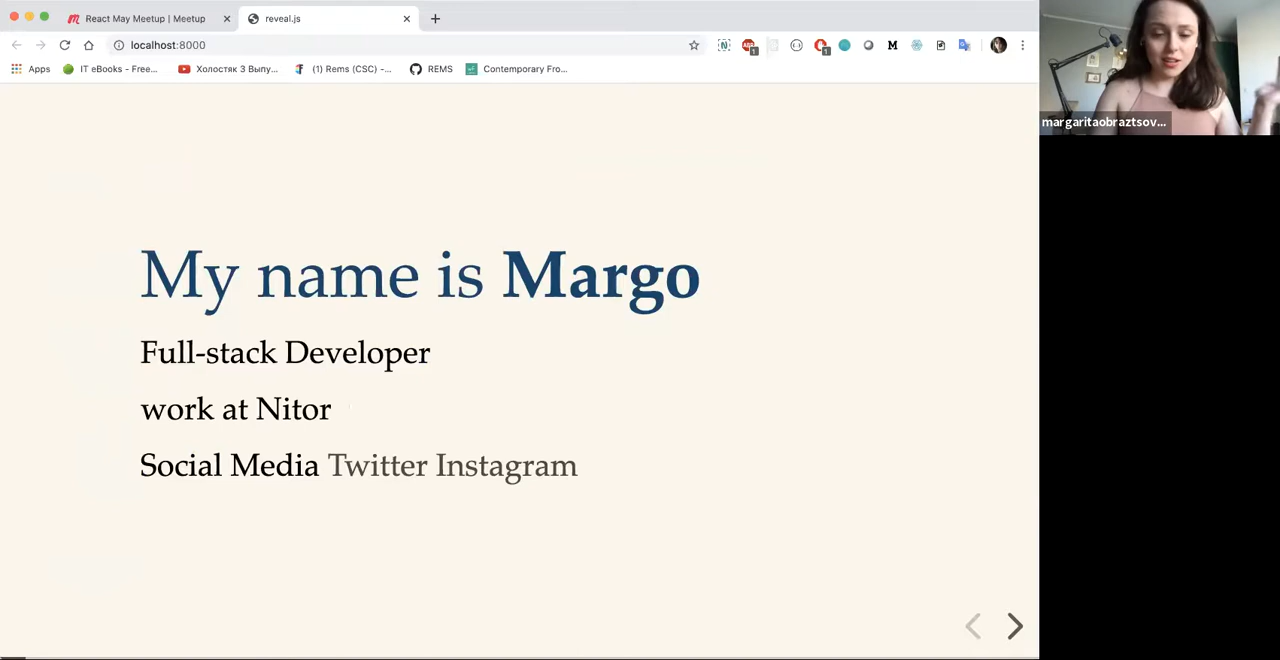 React May Meetup | Meetup
reveal.js
localhost:8000
Apps
IT eBooks - Free...
Холостяк 3 Выпу...
(1) Rems (CSC) -...
REMS
Contemporary Fro...
margaritaobraztsov...
My name is Margo
Full-stack Developer
work at Nitor
Social Media Twitter Instagram